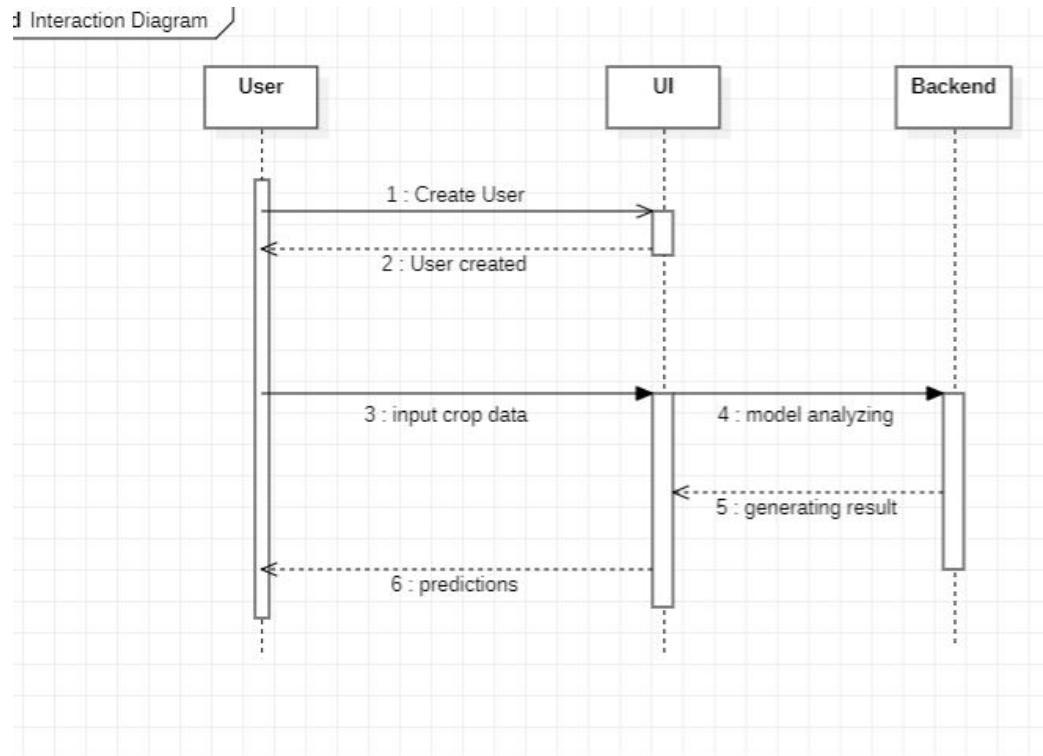 d Interaction Diagram
User
UI
Backend
1 : Create User
2 : User created
3 : input crop data
4 : model analyzing
5 : generating result
6 : predictions